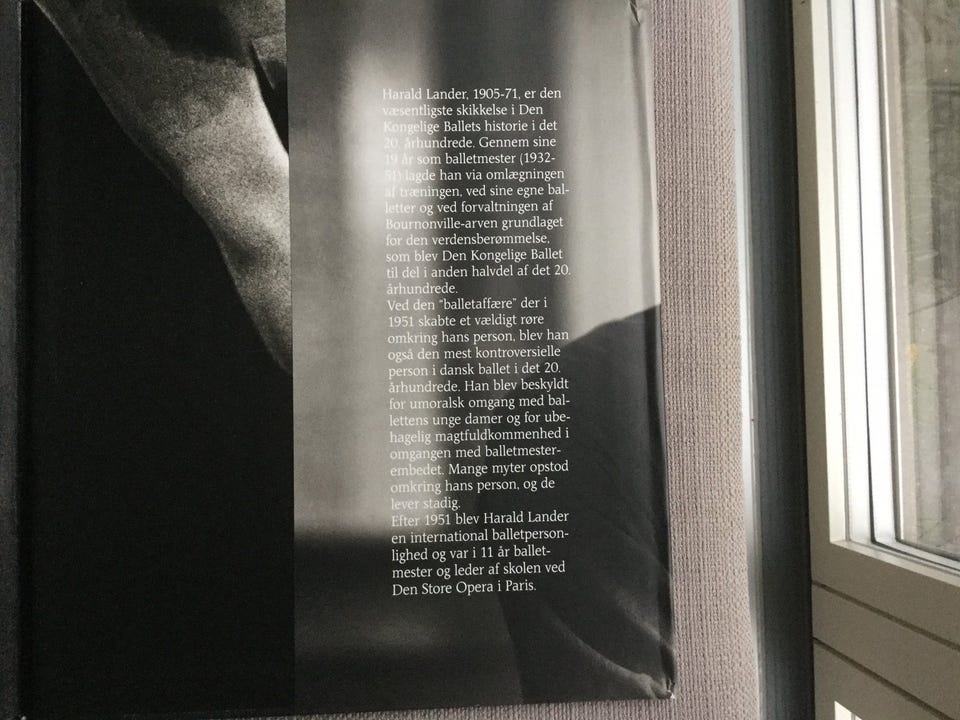 Harald Lander, 1905-71, er den
væsentligste skikkelse i Den
Kongelige Ballets historie i det
20. århundrede. Gennem sine
19 år som balletmester (1932-
51) lagde han via omlægningen
af træningen, ved sine egne bal-
letter og ved forvaltningen af
Bournonville-arven grundlaget
for den verdensberømmelse,
som blev Den Kongelige Ballet
til del i anden halvdel af det 20.
århundrede.
Ved den "balletaffære" der i
1951 skabte et vældigt røre
omkring hans person, blev han
også den mest kontroversielle
person i dansk ballet i det 20.
århundrede. Han blev beskyldt
for umoralsk omgang med bal-
lettens unge damer og for ube-
hagelig magtfuldkommenhed i
omgangen med balletmester-
embedet. Mange myter opstod
omkring hans person, og de
lever stadig.
Efter 1951 blev Harald Lander
en international balletperson-
lighed og var i 11 år ballet-
mester og leder af skolen ved
Den Store Opera i Paris.